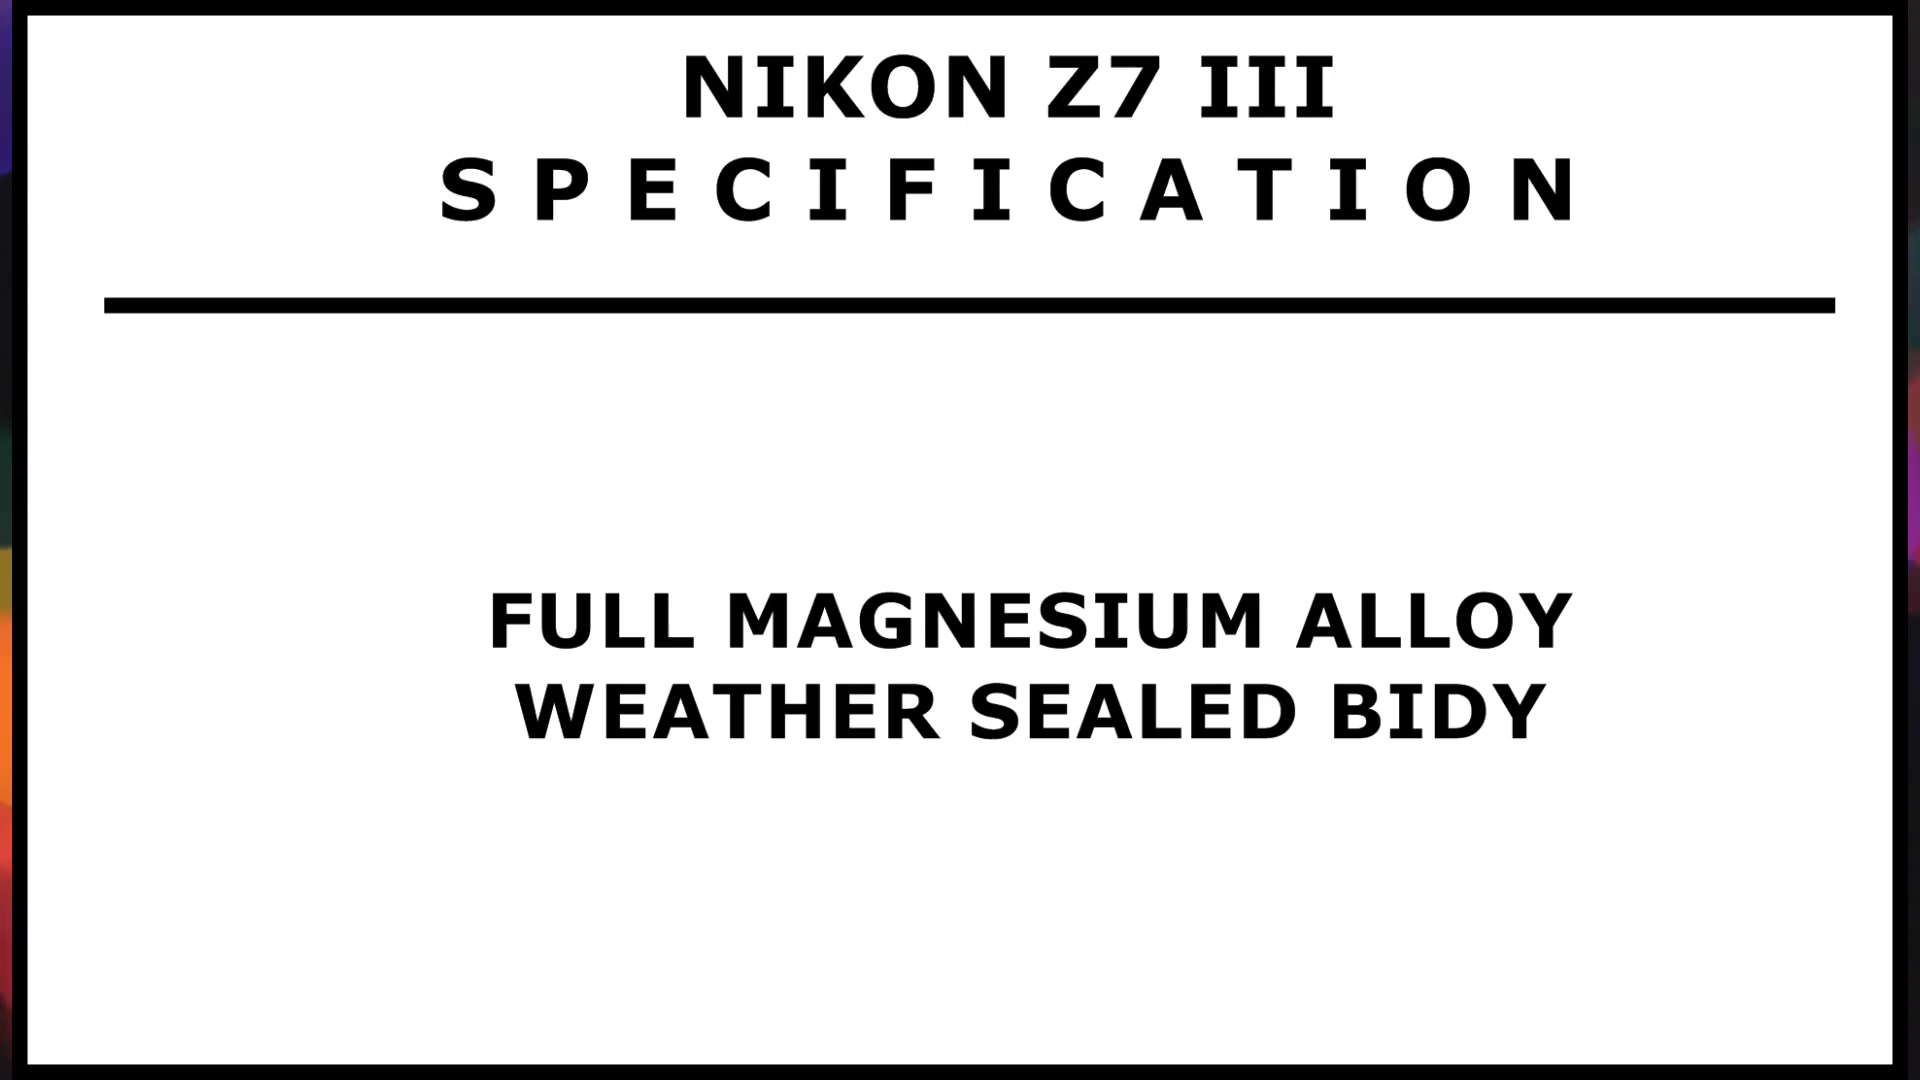 NIKON Z7 III
S P E C I F I C A T I O N
FULL MAGNESIUM ALLOY
WEATHER SEALED BIDY